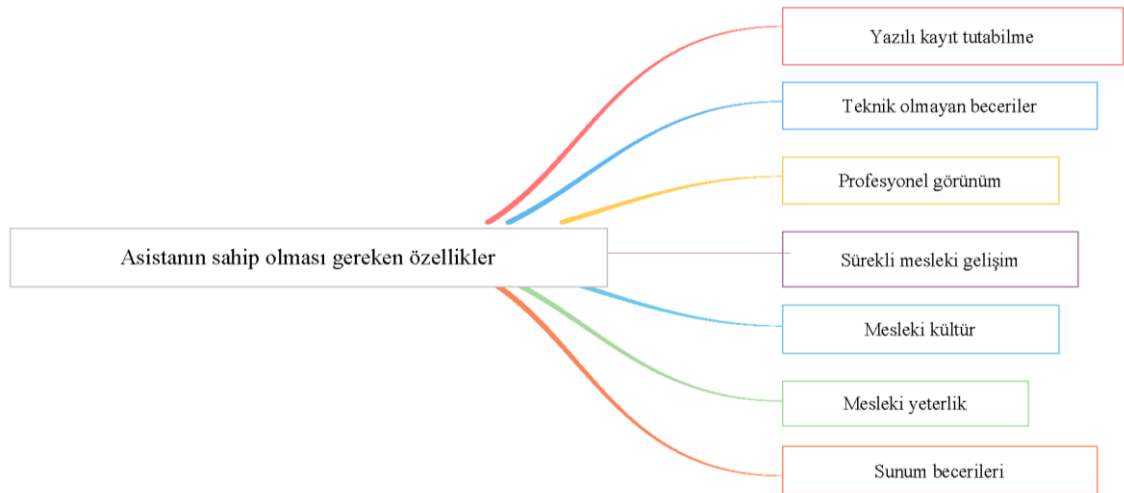 Yazılı kayıt tutabilme
Teknik olmayan beceriler
Profesyonel görünüm
Asistanın sahip olması gereken özellikler
Sürekli mesleki gelişim
Mesleki kültür
Mesleki yeterlik
Sunum becerileri